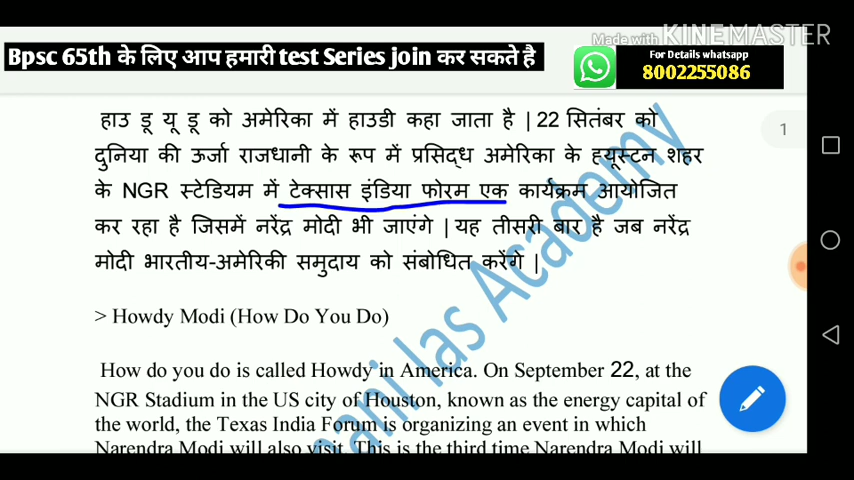 Made with KINEMASTER
Bpsc 65th के लिए आप हमारी test Series join कर सकते है
For Details whatsapp
8002255086
1
हाउ डू यू डू को अमेरिका में हाउडी कहा जाता है | 22 सितंबर को
दुनिया की ऊर्जा राजधानी के रूप में प्रसिद्ध अमेरिका के ह्यूस्टन शहर
के NGR स्टेडियम में टेक्सास इंडिया फोरम एक कार्यक्रम आयोजित
कर रहा है जिसमें नरेंद्र मोदी भी जाएंगे | यह तीसरी बार है जब नरेंद्र
मोदी भारतीय-अमेरिकी समुदाय को संबोधित करेंगे |
> Howdy Modi (How Do You Do)
How do you do is called Howdy in America. On September 22, at the
NGR Stadium in the US city of Houston, known as the energy capital of
the world, the Texas India Forum is organizing an event in which
Narendra Modi will also visit. This is the third time Narendra Modi will
Ias Academy